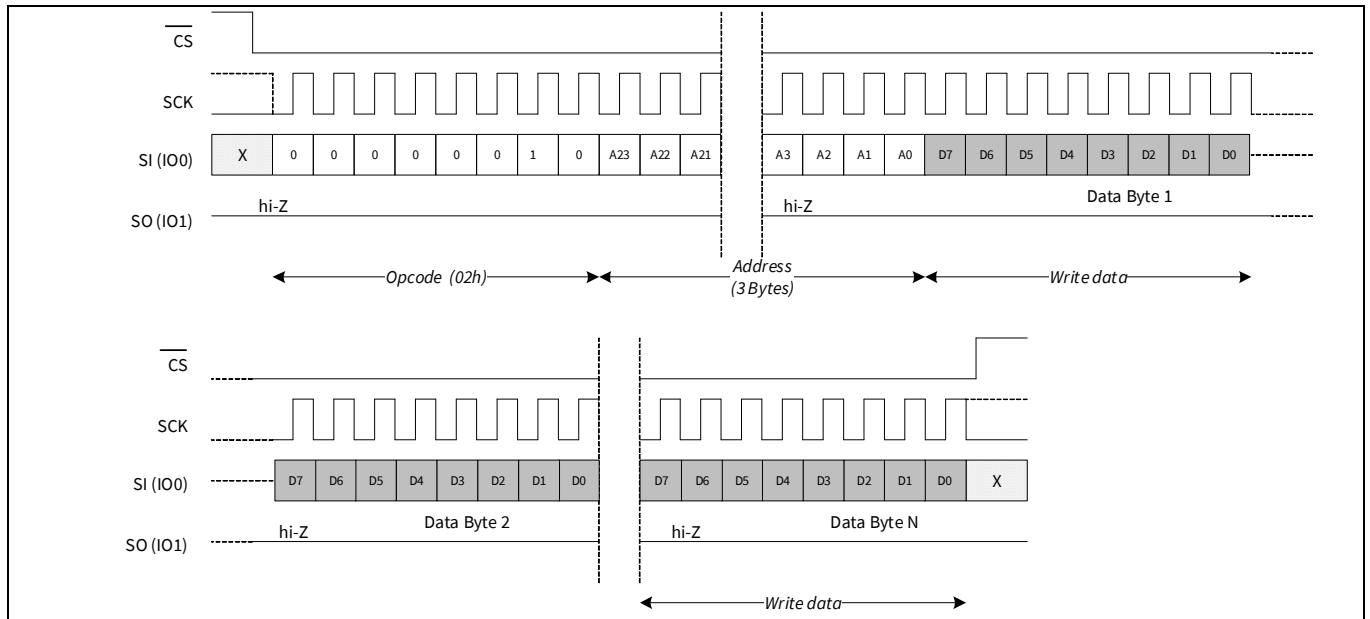 CS
SCK
SI (IO0) X 0 0 0 0 0 0 1 0 A23 A22 A21 A3 A2 A1 A0 D7 D6 D5 D4 D3 D2 D1 D0
hi-Z hi-Z Data Byte 1
SO (IO1)
Opcode (02h) Address (3 Bytes) Write data
CS
SCK
SI (IO0) D7 D6 D5 D4 D3 D2 D1 D0 D7 D6 D5 D4 D3 D2 D1 D0 X
hi-Z Data Byte 2 hi-Z Data Byte N
SO (IO1)
Write data